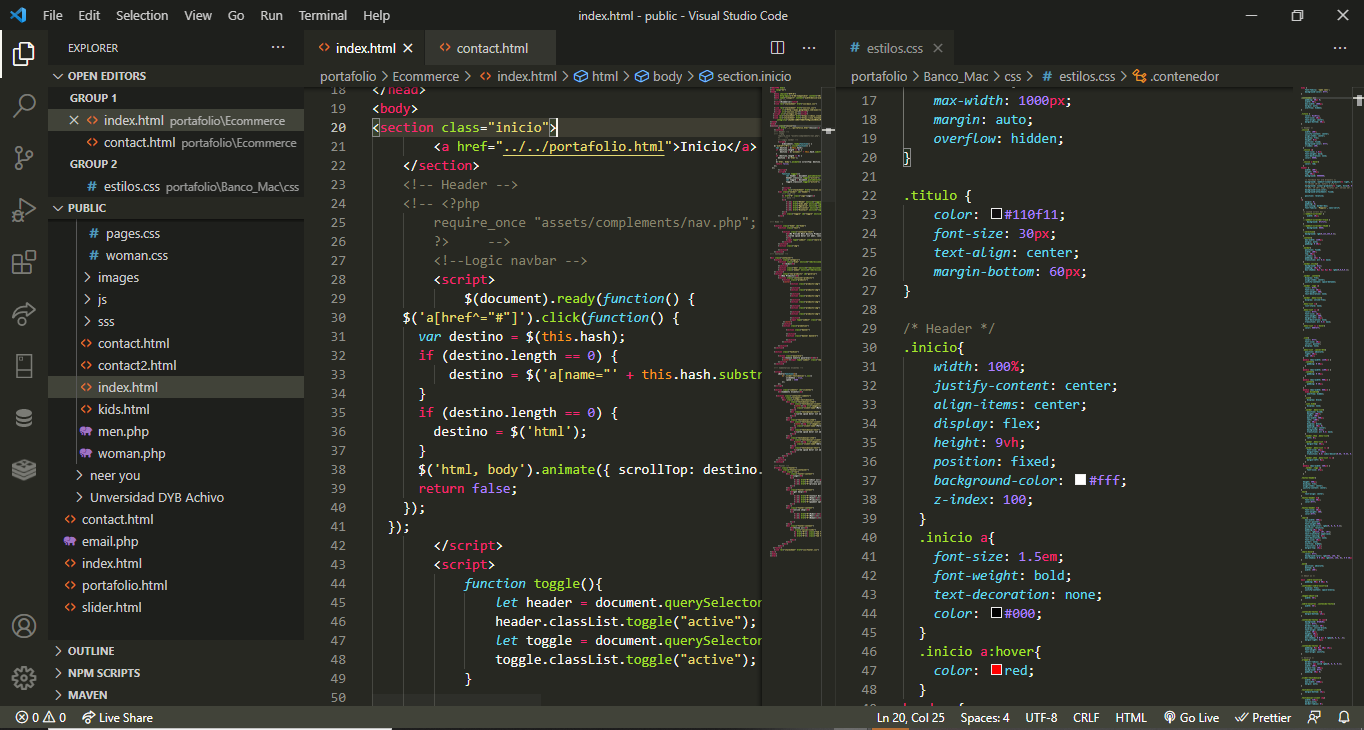 File Edit Selection View Go Run Terminal Help index.html - public - Visual Studio Code
EXPLORER
OPEN EDITORS
GROUP 1
index.html portafolio\Ecommerce
contact.html portafolio\Ecommerce
GROUP 2
# estilos.css portafolio\Banco_Mac\css
PUBLIC
# pages.css
# woman.css
images
js
sss
contact.html
contact2.html
index.html
kids.html
men.php
woman.php
neer you
Unversidad DYB Achivo
contact.html
email.php
index.html
portafolio.html
slider.html
OUTLINE
NPM SCRIPTS
MAVEN
index.html contact.html
portafolio > Ecommerce > index.html > html > body > section.inicio
18 </head>
19 <body>
20 <section class="inicio">
21 <a href="../../portafolio.html">Inicio</a>
22 </section>
23 <!-- Header -->
24 <!-- <?php
25 require_once "assets/complements/nav.php";
26 ?> -->
27 <!--Logic navbar -->
28 <script>
29 $(document).ready(function() {
30 $('a[href^="#"]').click(function() {
31 var destino = $(this.hash);
32 if (destino.length == 0) {
33 destino = $('a[name="' + this.hash.substr
34 }
35 if (destino.length == 0) {
36 destino = $('html');
37 }
38 $('html, body').animate({ scrollTop: destino.
39 return false;
40 });
41 });
42 </script>
43 <script>
44 function toggle(){
45 let header = document.querySelector
46 header.classList.toggle("active");
47 let toggle = document.querySelector
48 toggle.classList.toggle("active");
49 }
50
# estilos.css
portafolio > Banco_Mac > css > # estilos.css > .contenedor
17 max-width: 1000px;
18 margin: auto;
19 overflow: hidden;
20 }
21
22 .titulo {
23 color: #110f11;
24 font-size: 30px;
25 text-align: center;
26 margin-bottom: 60px;
27 }
28
29 /* Header */
30 .inicio{
31 width: 100%;
32 justify-content: center;
33 align-items: center;
34 display: flex;
35 height: 9vh;
36 position: fixed;
37 background-color: #fff;
38 z-index: 100;
39 }
40 .inicio a{
41 font-size: 1.5em;
42 font-weight: bold;
43 text-decoration: none;
44 color: #000;
45 }
46 .inicio a:hover{
47 color: red;
48 }
0 0 Live Share Ln 20, Col 25 Spaces: 4 UTF-8 CRLF HTML Go Live Prettier